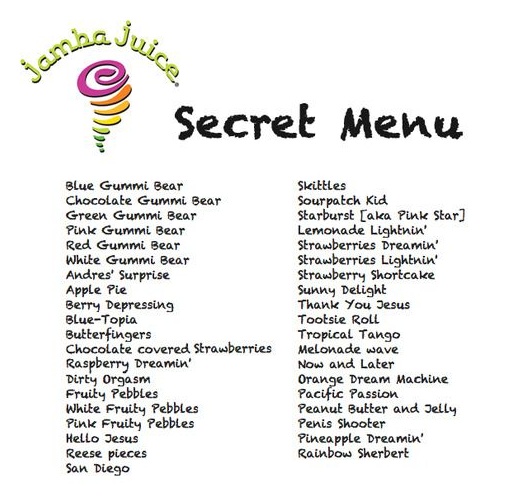 jamba juice
Secret Menu
Blue Gummi Bear
Chocolate Gummi Bear
Green Gummi Bear
Pink Gummi Bear
Red Gummi Bear
White Gummi Bear
Andres' Surprise
Apple Pie
Berry Depressing
Blue-Topia
Butterfingers
Chocolate covered Strawberries
Raspberry Dreamin'
Dirty Orgasm
Fruity Pebbles
White Fruity Pebbles
Pink Fruity Pebbles
Hello Jesus
Reese pieces
San Diego
Skittles
Sourpatch Kid
Starburst [aka Pink Star]
Lemonade Lightnin'
Strawberries Dreamin'
Strawberries Lightnin'
Strawberry Shortcake
Sunny Delight
Thank You Jesus
Tootsie Roll
Tropical Tango
Melonade wave
Now and Later
Orange Dream Machine
Pacific Passion
Peanut Butter and Jelly
Penis Shooter
Pineapple Dreamin'
Rainbow Sherbert